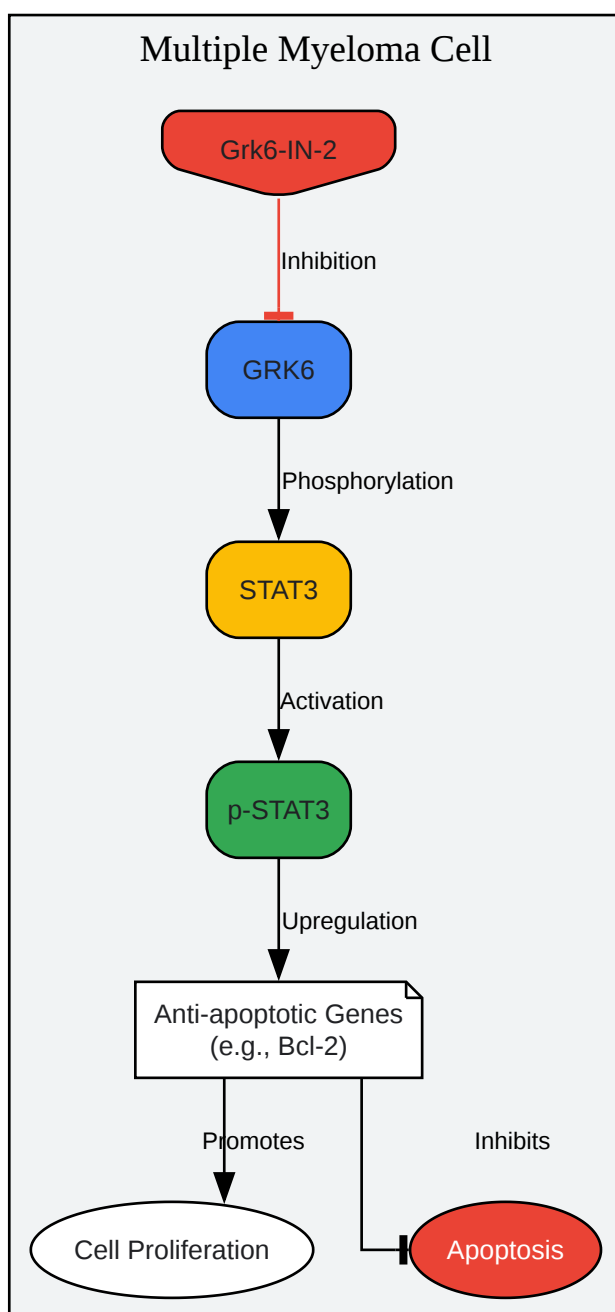 Multiple Myeloma Cell
Grk6-IN-2
Inhibition
GRK6
Phosphorylation
STAT3
Activation
p-STAT3
Upregulation
Anti-apoptotic Genes
(e.g., Bcl-2)
Promotes
Inhibits
Cell Proliferation
Apoptosis